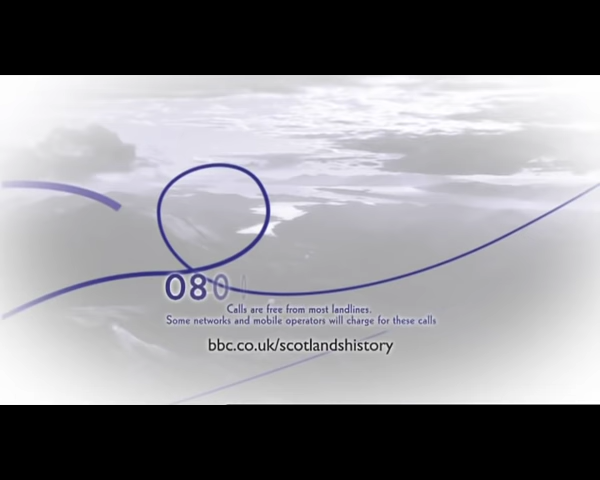 080
Calls are free from most landlines.
Some networks and mobile operators will charge for these calls
bbc.co.uk/scotlandshistory